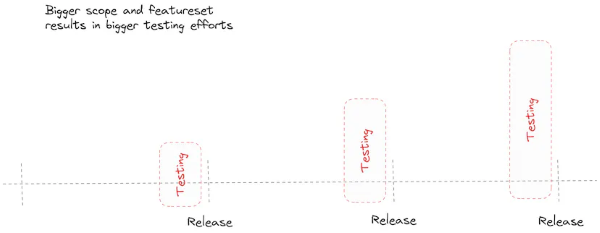 Bigger scope and featureset
results in bigger testing efforts
Testing
Testing
Testing
Release
Release
Release